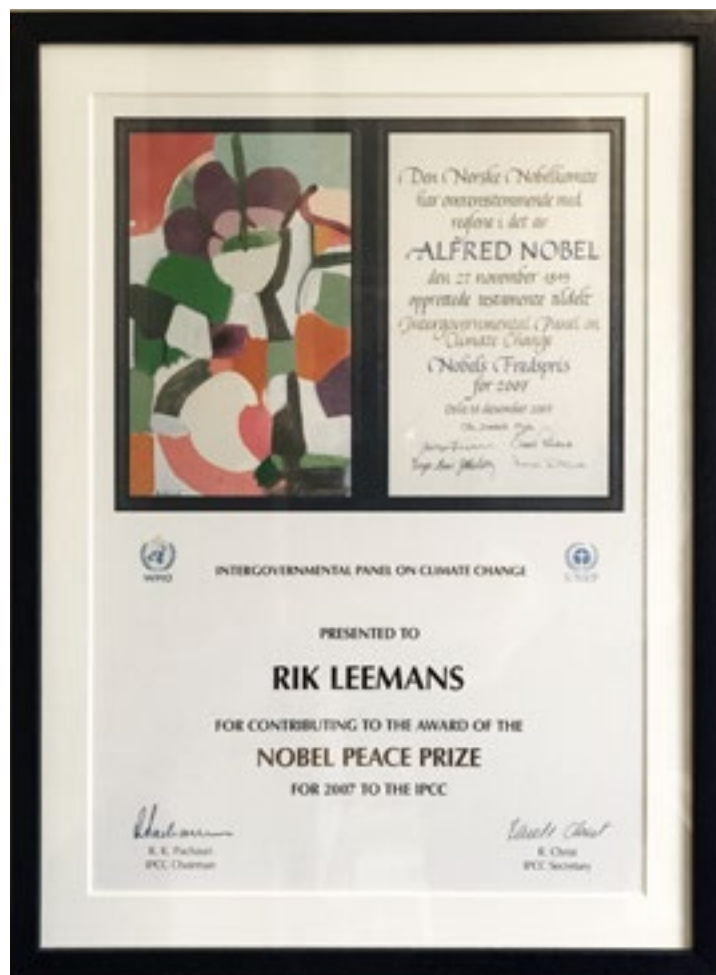 Den Norske Nobelkomite
har overensstemmende med
reglene i det av
ALFRED NOBEL
den 27 november 1895
opprettede testamente tildelt
Intergovernmental Panel on
Climate Change
Nobels Fredspris
for 2007
Oslo 10 desember 2007
WMO
INTERGOVERNMENTAL PANEL ON CLIMATE CHANGE
UNEP
PRESENTED TO
RIK LEEMANS
FOR CONTRIBUTING TO THE AWARD OF THE
NOBEL PEACE PRIZE
FOR 2007 TO THE IPCC
R. K. Pachauri
IPCC Chairman
Renate Christ
R. Christ
IPCC Secretary